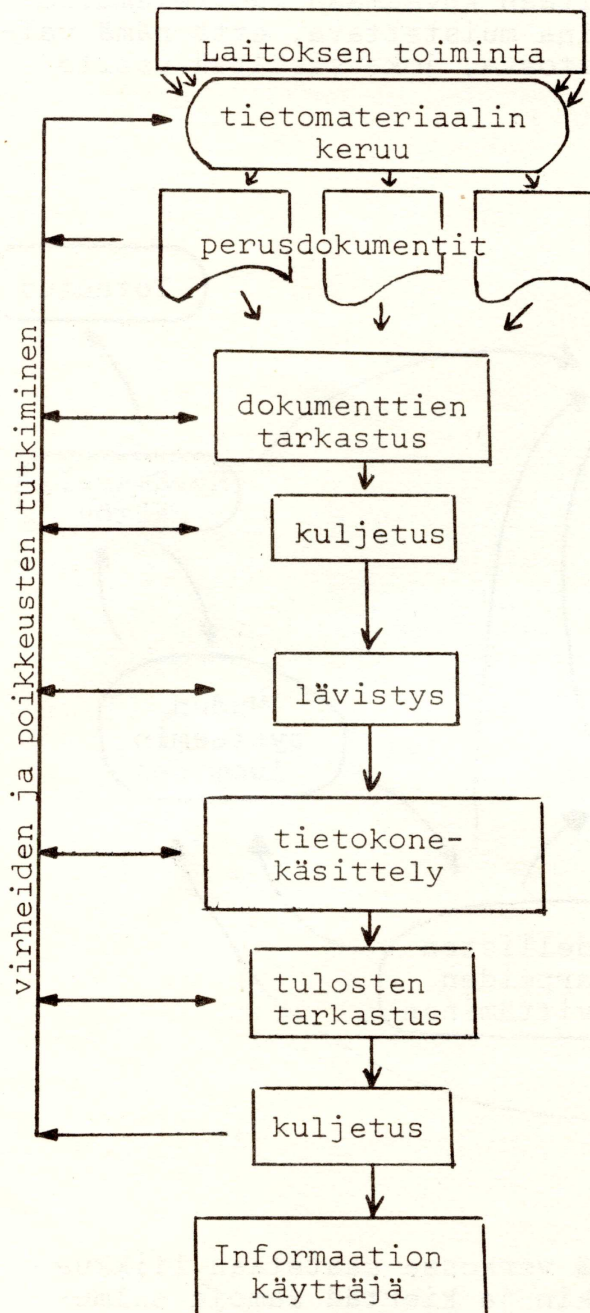 Laitoksen toiminta
tietomateriaalin
keruu
perusdokumentit
dokumenttien
tarkastus
kuljetus
lävistys
tietokone-
käsittely
tulosten
tarkastus
kuljetus
Informaation
käyttäjä
virheiden ja poikkeusten tutkiminen